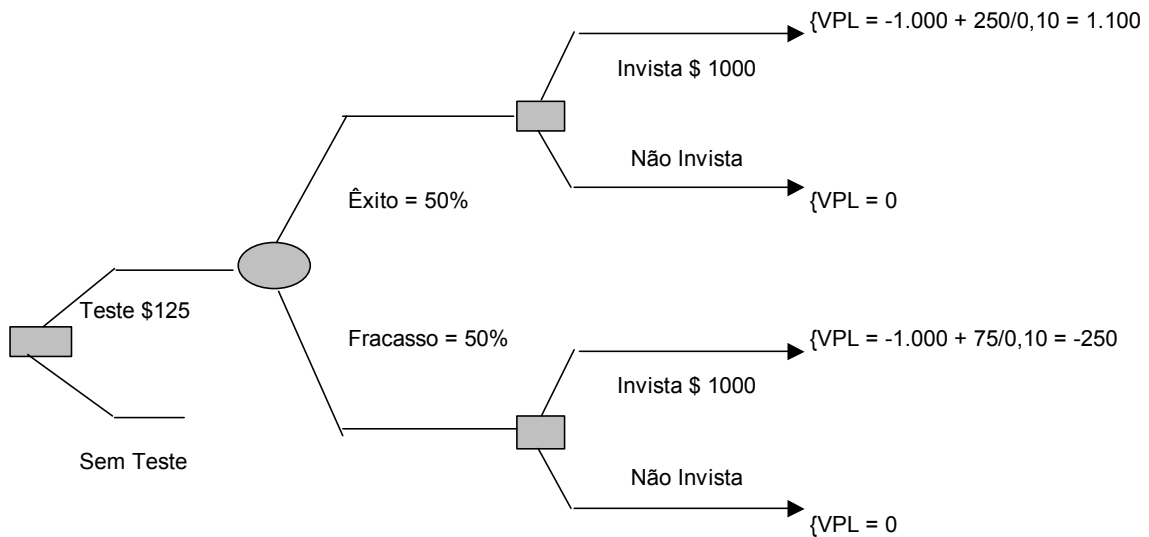 {VPL = -1.000 + 250/0,10 = 1.100
Invista $ 1000
Não Invista
{VPL = 0
Êxito = 50%
Teste $125
Sem Teste
Fracasso = 50%
{VPL = -1.000 + 75/0,10 = -250
Invista $ 1000
Não Invista
{VPL = 0